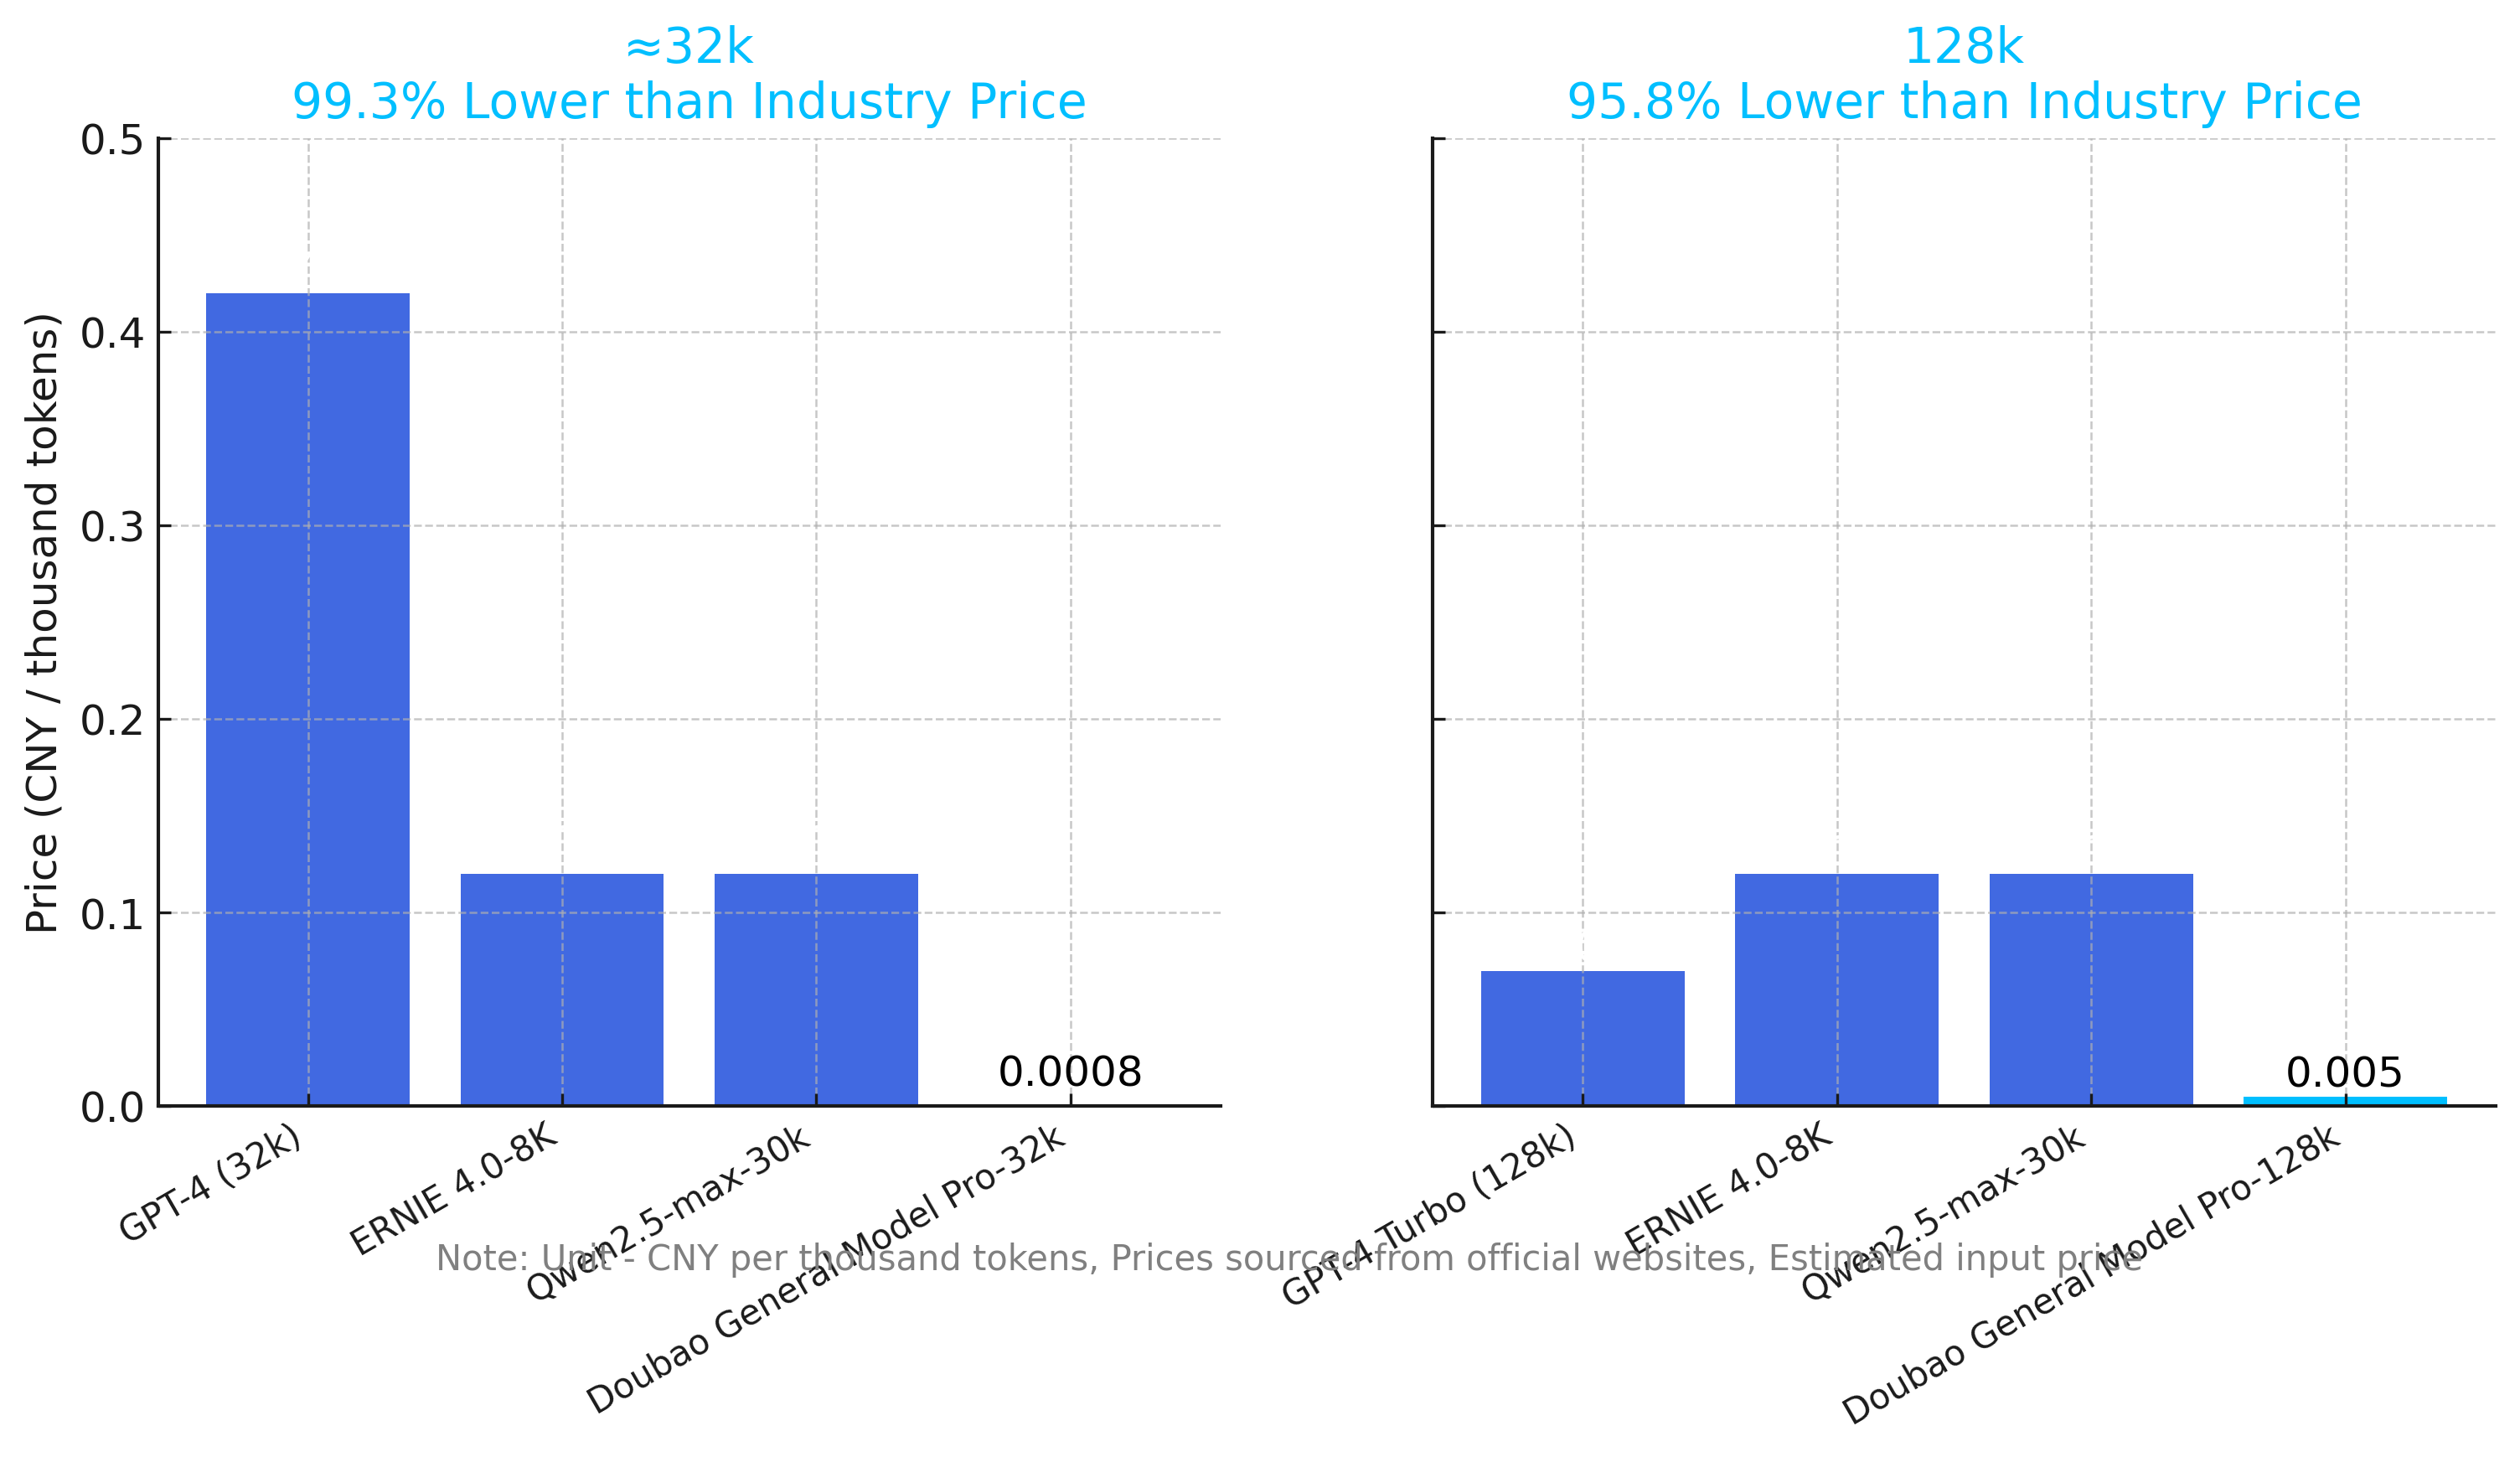 ≈32k
99.3% Lower than Industry Price
128k
95.8% Lower than Industry Price
Price (CNY / thousand tokens)
0.5
0.4
0.3
0.2
0.1
0.0
0.0008
0.005
GPT-4 (32k)
ERNIE 4.0-8K
Qwen2.5-max-30k
Doubao General Model Pro-32k
GPT-4 Turbo (128k)
ERNIE 4.0-8K
Qwen2.5-max-30k
Doubao General Model Pro-128k
Note: Unit - CNY per thousand tokens, Prices sourced from official websites, Estimated input price